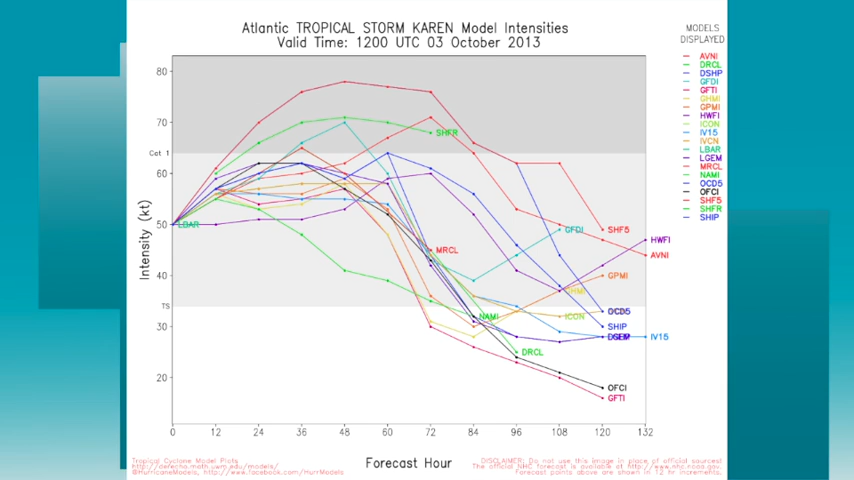 Atlantic TROPICAL STORM KAREN Model Intensities
Valid Time: 1200 UTC 03 October 2013
MODELS
DISPLAYED
AVNI
DRCL
DSHP
GFDI
GFTI
GHMI
GPMI
HWFI
ICON
IV15
IVCN
LBAR
LGEM
MRCL
NAMI
OCD5
OFCI
SHF5
SHFR
SHIP
80
70
Cat 1
60
50
40
TS
30
20
Intensity (kt)
LBAR
SHFR
MRCL
NAMI
DRCL
GFDI
GHMI
ICON
SHF5
GPMI
OCD5
SHIP
OFCI
GFTI
HWFI
AVNI
IV15
0 12 24 36 48 60 72 84 96 108 120 132
Forecast Hour
Tropical Cyclone Model Plots
http://derecho.math.uwm.edu/models/
@HurricaneModels, http://www.facebook.com/hurrModels
DISCLAIMER: Do not use this image in place of official sources!
The official NHC forecast is available at http://www.nhc.noaa.gov.
Forecast points above are shown in 12 hr increments.